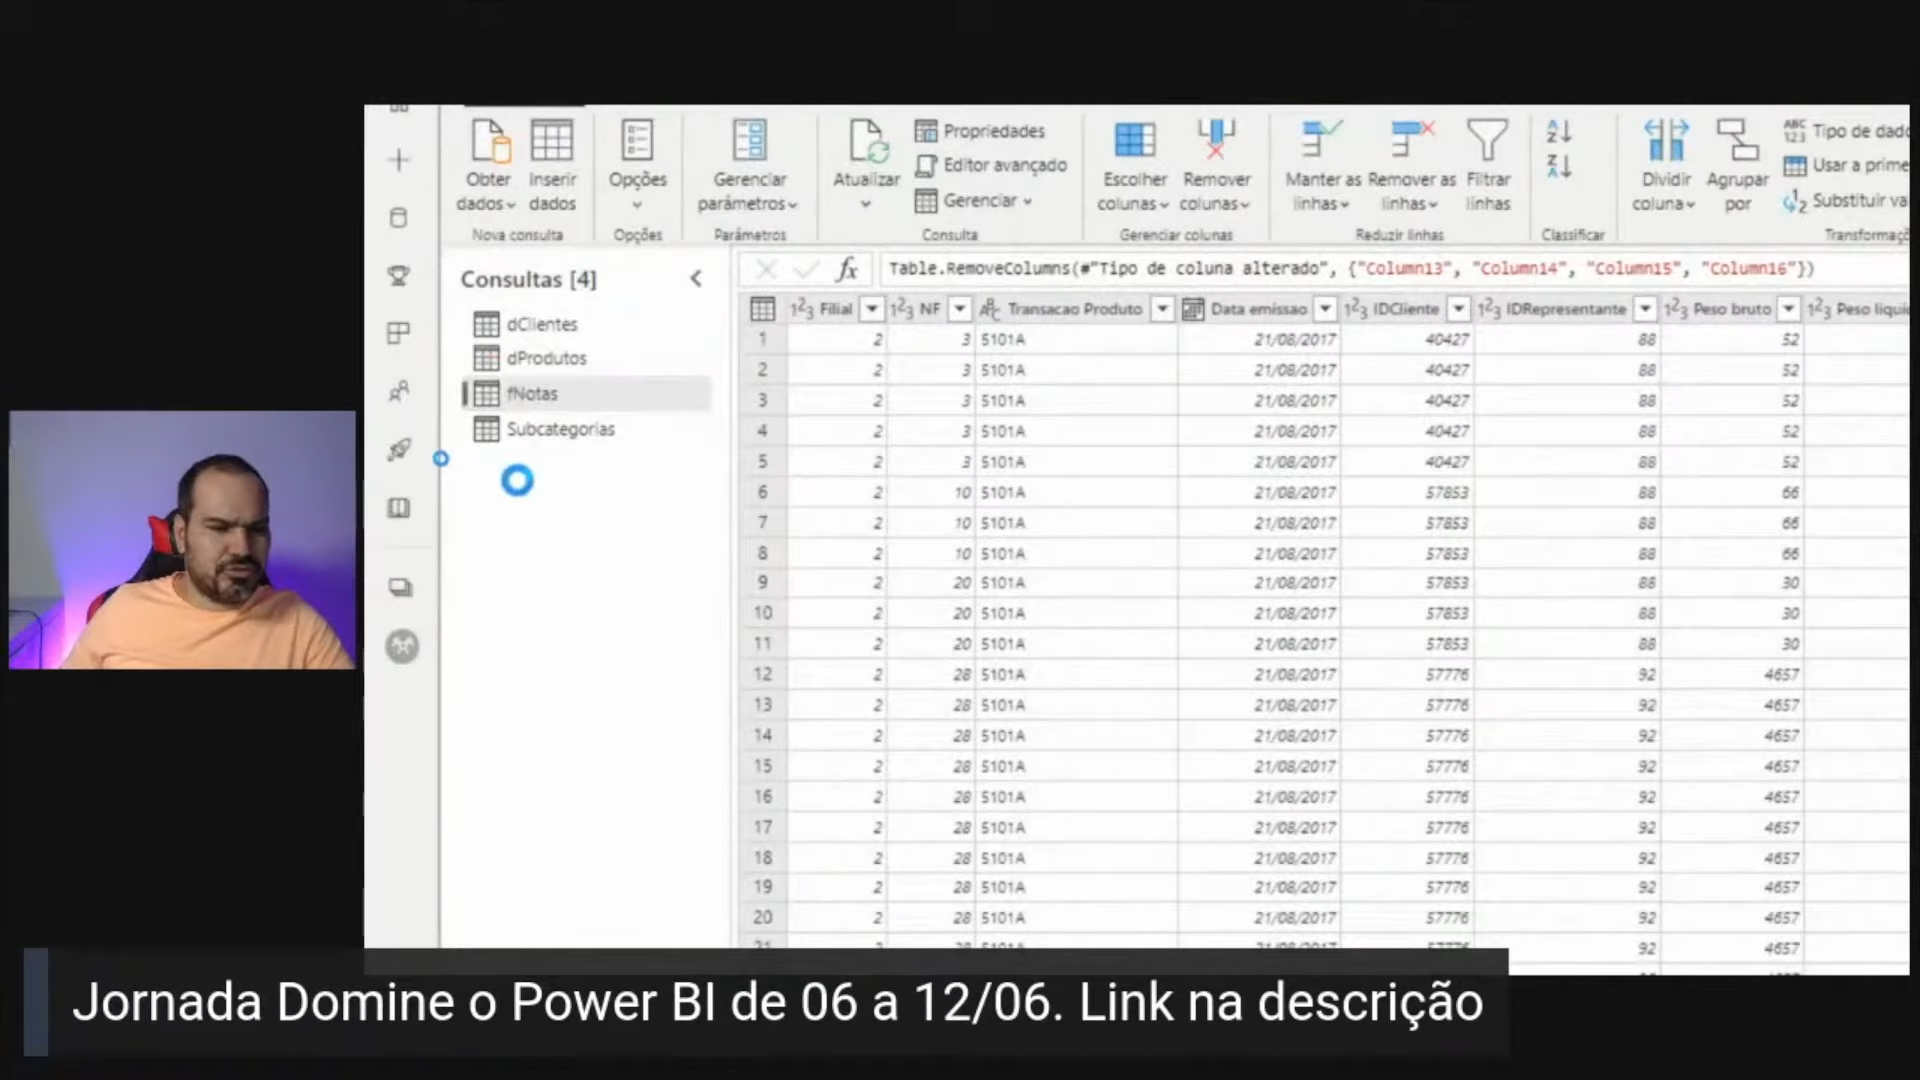 Obter dados
Inserir dados
Nova consulta
Opções
Opções
Gerenciar parâmetros
Parâmetros
Atualizar
Propriedades
Editor avançado
Gerenciar
Consulta
Escolher colunas
Remover colunas
Gerenciar colunas
Manter as linhas
Remover as linhas
Filtrar linhas
Reduzir linhas
Classificar
Dividir coluna
Agrupar por
Tipo de dado
Usar a prime
Substituir va
Transformaç
Consultas [4]
dClientes
dProdutos
fNotas
Subcategorias
fx Table.RemoveColumns(#"Tipo de coluna alterado", {"Column13", "Column14", "Column15", "Column16"})
Filial NF Transacao Produto Data emissao IDCliente IDRepresentante Peso bruto Peso liqui
1 2 3 5101A 21/08/2017 40427 88 52
2 2 3 5101A 21/08/2017 40427 88 52
3 2 3 5101A 21/08/2017 40427 88 52
4 2 3 5101A 21/08/2017 40427 88 52
5 2 3 5101A 21/08/2017 40427 88 52
6 2 10 5101A 21/08/2017 57853 88 66
7 2 10 5101A 21/08/2017 57853 88 66
8 2 10 5101A 21/08/2017 57853 88 66
9 2 20 5101A 21/08/2017 57853 88 30
10 2 20 5101A 21/08/2017 57853 88 30
11 2 20 5101A 21/08/2017 57853 88 30
12 2 28 5101A 21/08/2017 57776 92 4657
13 2 28 5101A 21/08/2017 57776 92 4657
14 2 28 5101A 21/08/2017 57776 92 4657
15 2 28 5101A 21/08/2017 57776 92 4657
16 2 28 5101A 21/08/2017 57776 92 4657
17 2 28 5101A 21/08/2017 57776 92 4657
18 2 28 5101A 21/08/2017 57776 92 4657
19 2 28 5101A 21/08/2017 57776 92 4657
20 2 28 5101A 21/08/2017 57776 92 4657
92 4657
Jornada Domine o Power BI de 06 a 12/06. Link na descrição